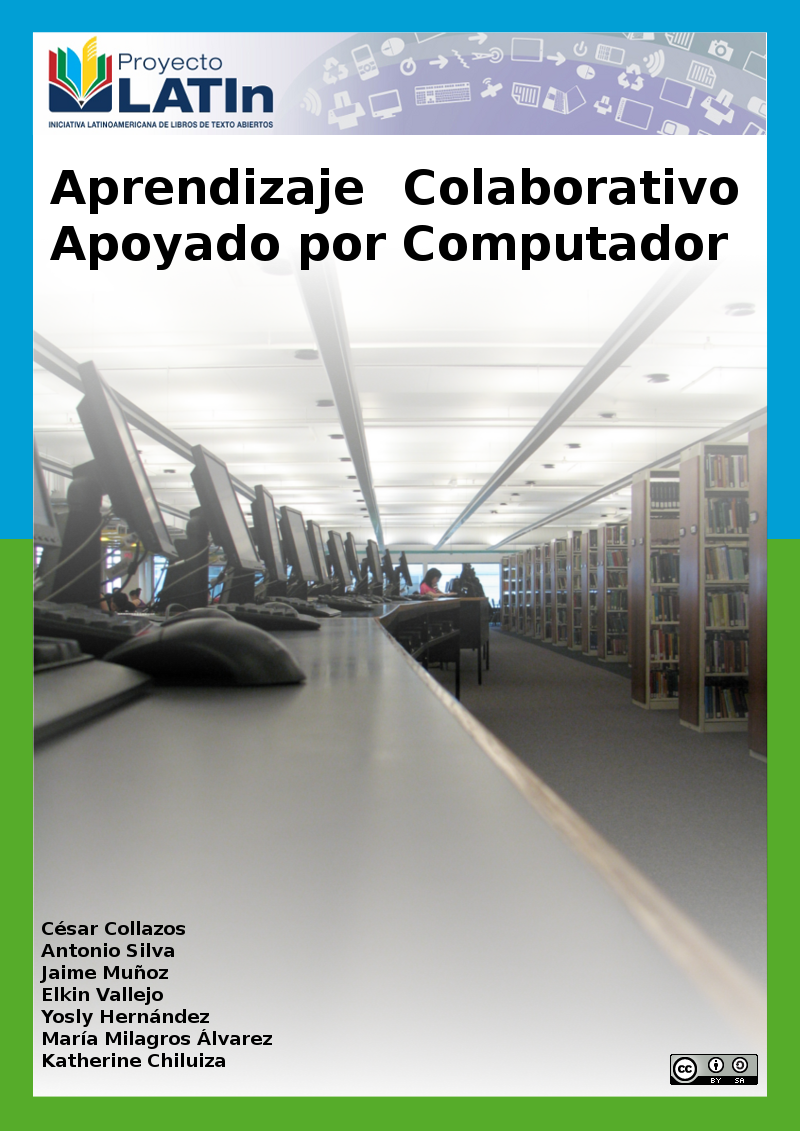 Proyecto
LATIn
INICIATIVA LATINOAMERICANA DE LIBROS DE TEXTO ABIERTOS
Aprendizaje Colaborativo
Apoyado por Computador
César Collazos
Antonio Silva
Jaime Muñoz
Elkin Vallejo
Yosly Hernández
María Milagros Álvarez
Katherine Chiluiza
cc
BY SA